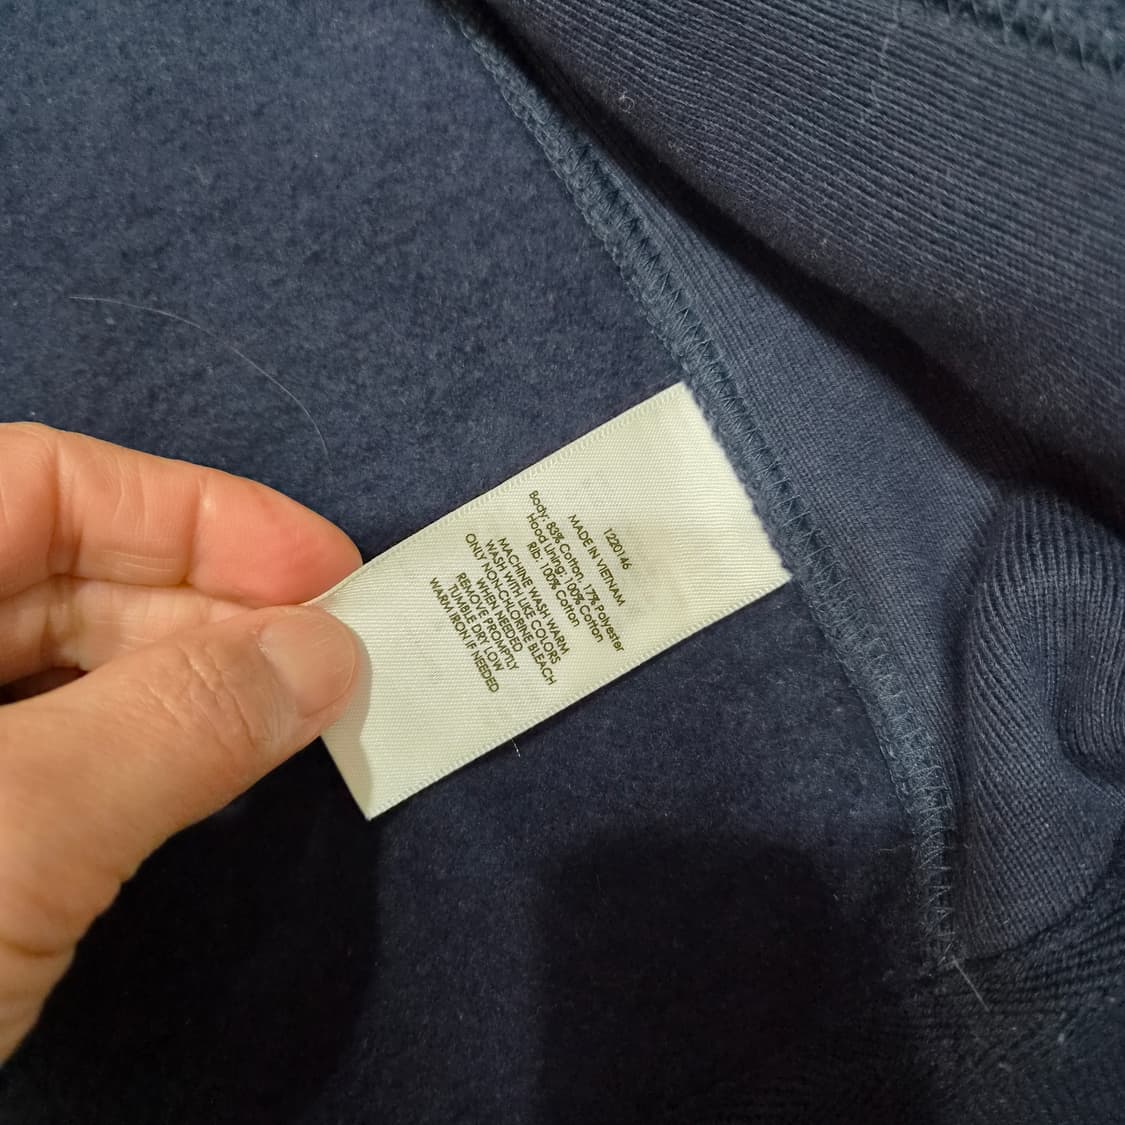 1220146
MADE IN VIETNAM
Body: 83% Cotton, 17% Polyester
Hood Lining: 100% Cotton
Rib: 100% Cotton
MACHINE WASH WARM
WASH WITH LIKE COLORS
ONLY NON-CHLORINE BLEACH
WHEN NEEDED
REMOVE PROMPTLY
TUMBLE DRY LOW
WARM IRON IF NEEDED